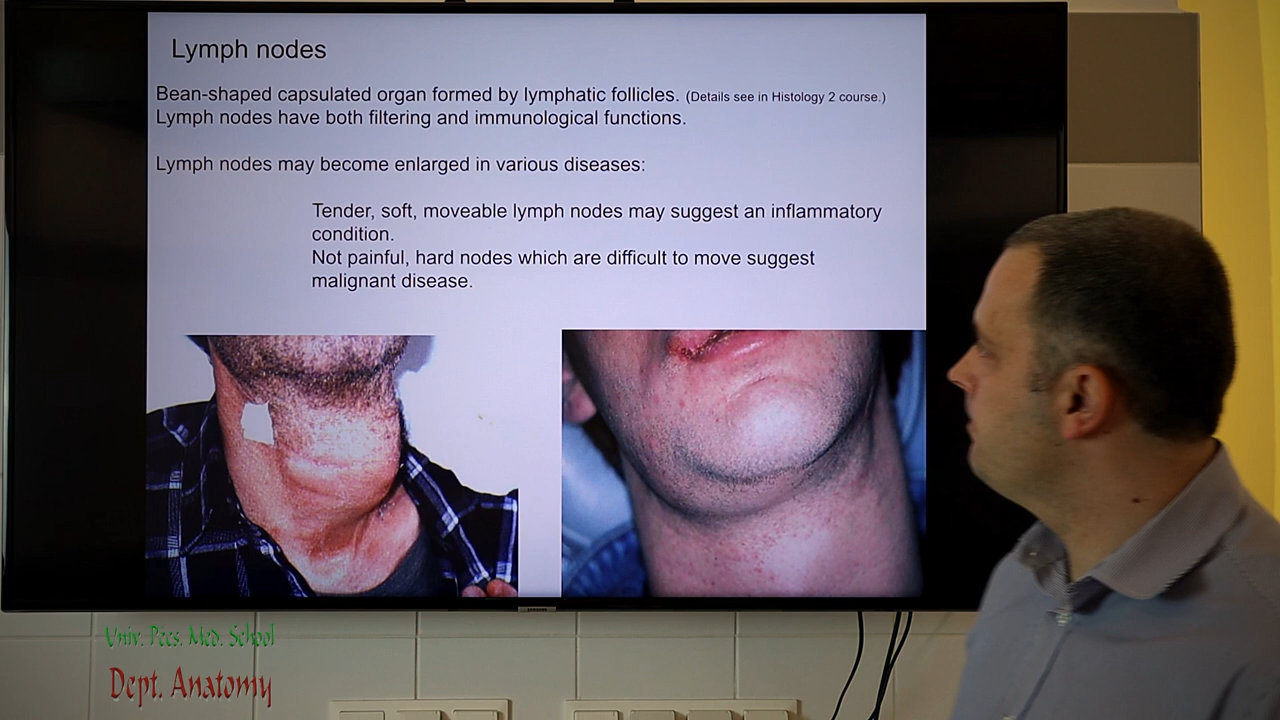 Lymph nodes
Bean-shaped capsulated organ formed by lymphatic follicles. (Details see in Histology 2 course.)
Lymph nodes have both filtering and immunological functions.
Lymph nodes may become enlarged in various diseases:
Tender, soft, moveable lymph nodes may suggest an inflammatory
condition.
Not painful, hard nodes which are difficult to move suggest
malignant disease.
Univ. Pecs. Med. School
Dept. Anatomy